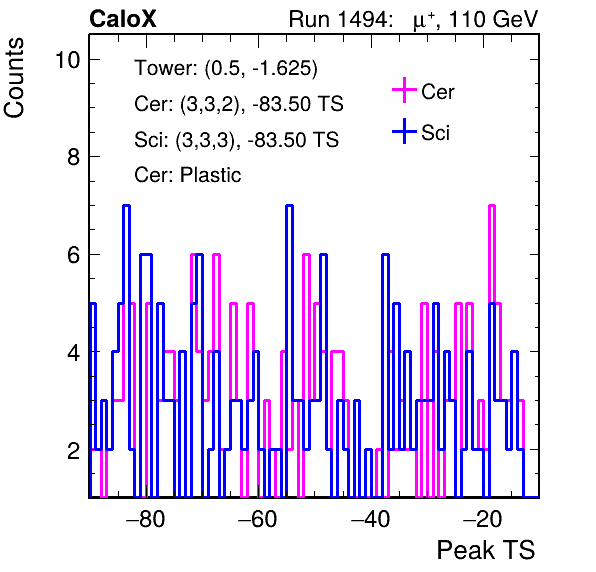 CaloX Run 1494: μ+, 110 GeV
Counts
Tower: (0.5, -1.625)
Cer: (3,3,2), -83.50 TS
Sci: (3,3,3), -83.50 TS
Cer: Plastic
Cer
Sci
10
8
6
4
2
−80 −60 −40 −20
Peak TS